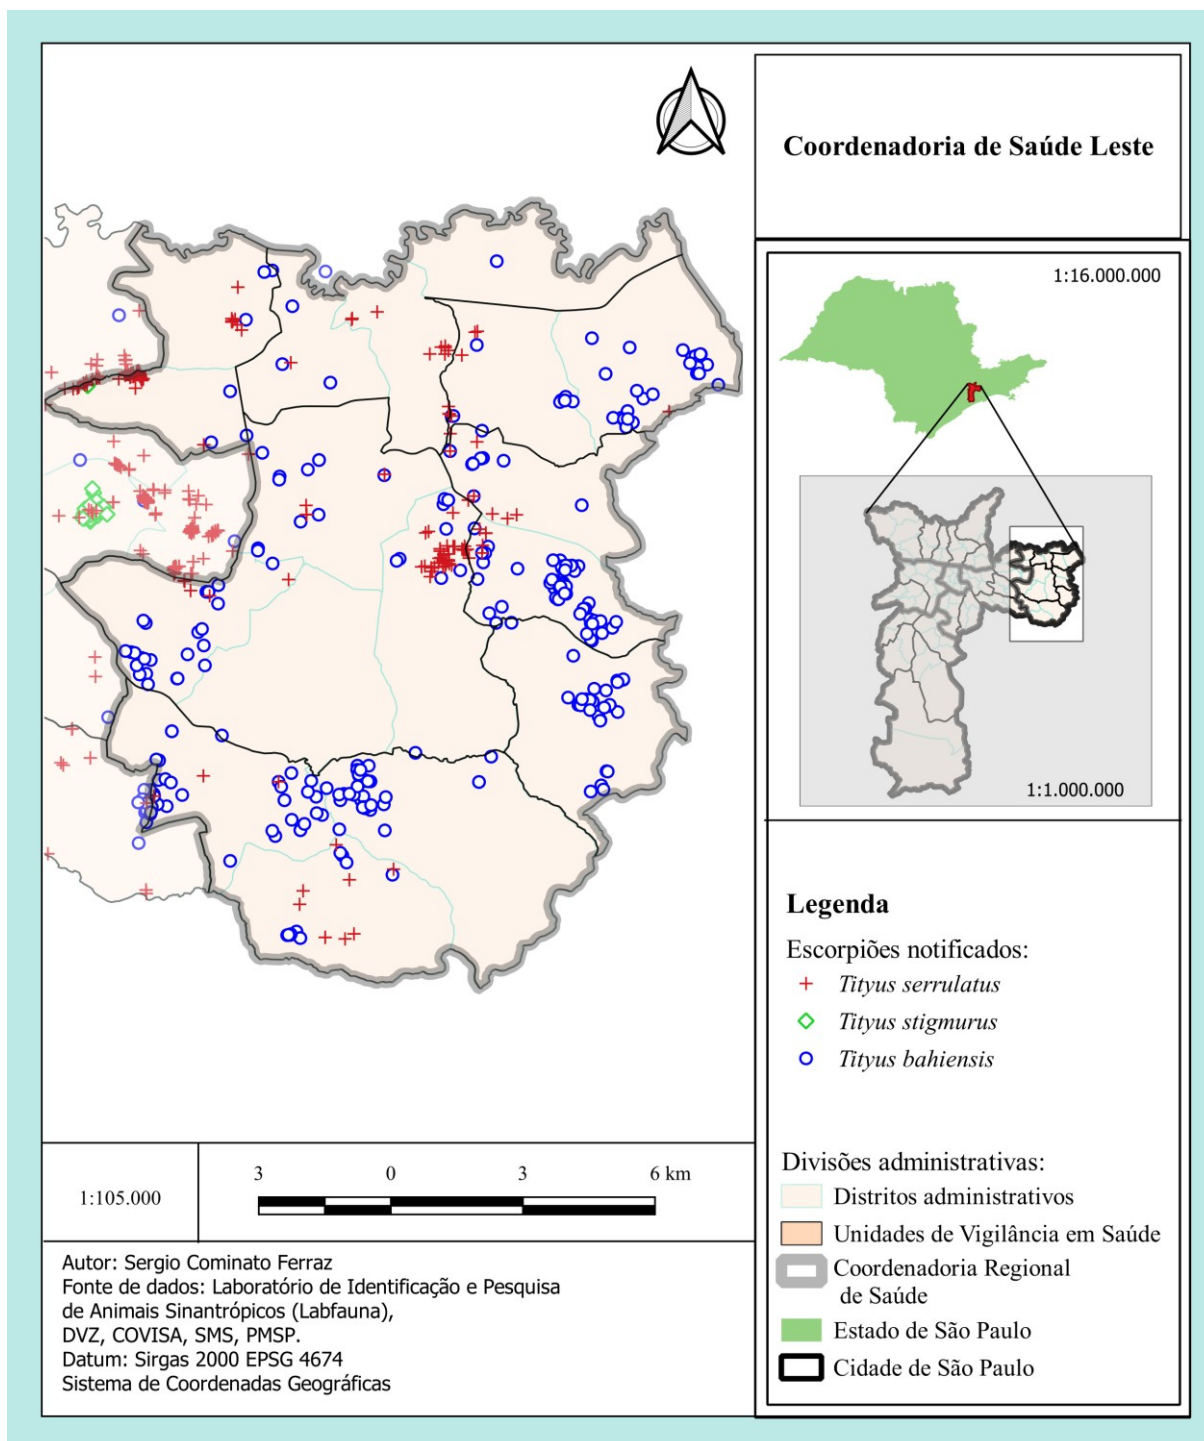 Coordenadoria de Saúde Leste
1:16.000.000
1:1.000.000
Legenda
Escorpiões notificados:
Tityus serrulatus
Tityus stigmurus
Tityus bahiensis
Divisões administrativas:
Distritos administrativos
Unidades de Vigilância em Saúde
Coordenadoria Regional
de Saúde
Estado de São Paulo
Cidade de São Paulo
1:105.000
3 0 3 6 km
Autor: Sergio Cominato Ferraz
Fonte de dados: Laboratório de Identificação e Pesquisa
de Animais Sinantrópicos (Labfauna),
DVZ, COVISA, SMS, PMSP.
Datum: Sirgas 2000 EPSG 4674
Sistema de Coordenadas Geográficas